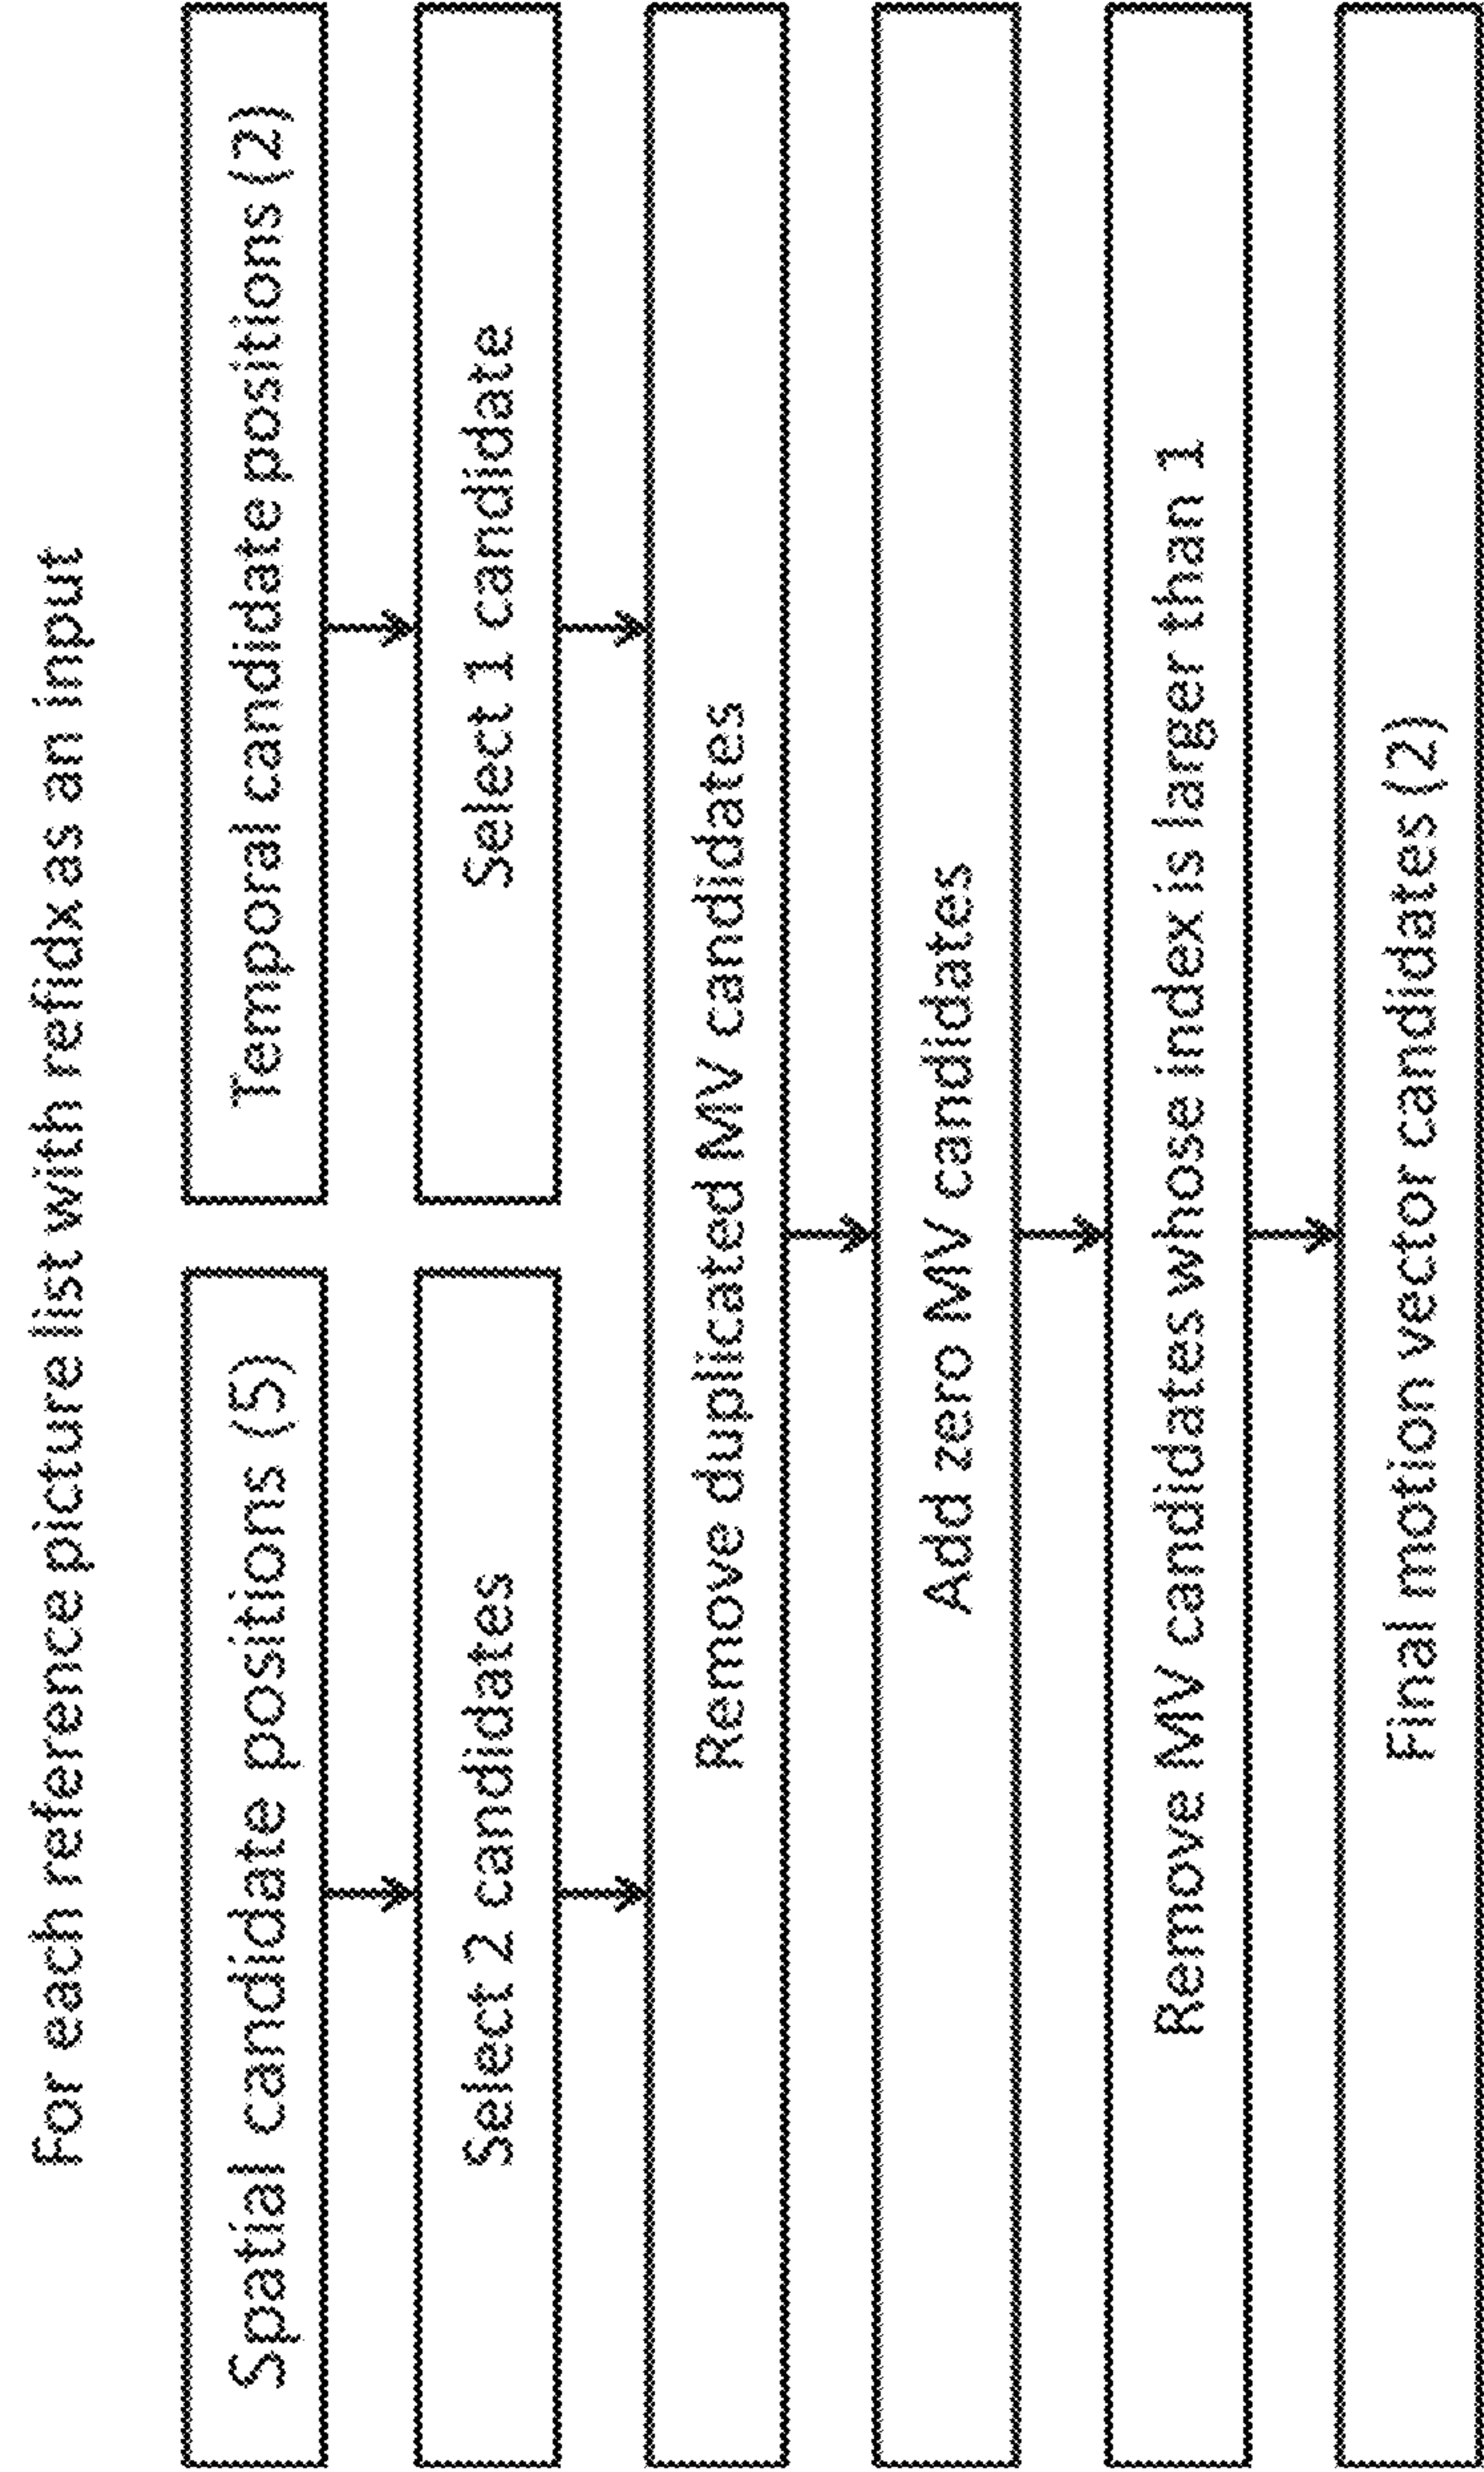 For each reference picture list with refidx as an input
Spatial candidate positions (5)
Temporal candidate positions (2)
Select 2 candidates
Select 1 candidate
Remove duplicated MV candidates
Add zero MV candidates
Remove MV candidates whose index is larger than 1
Final motion vector candidates (2)